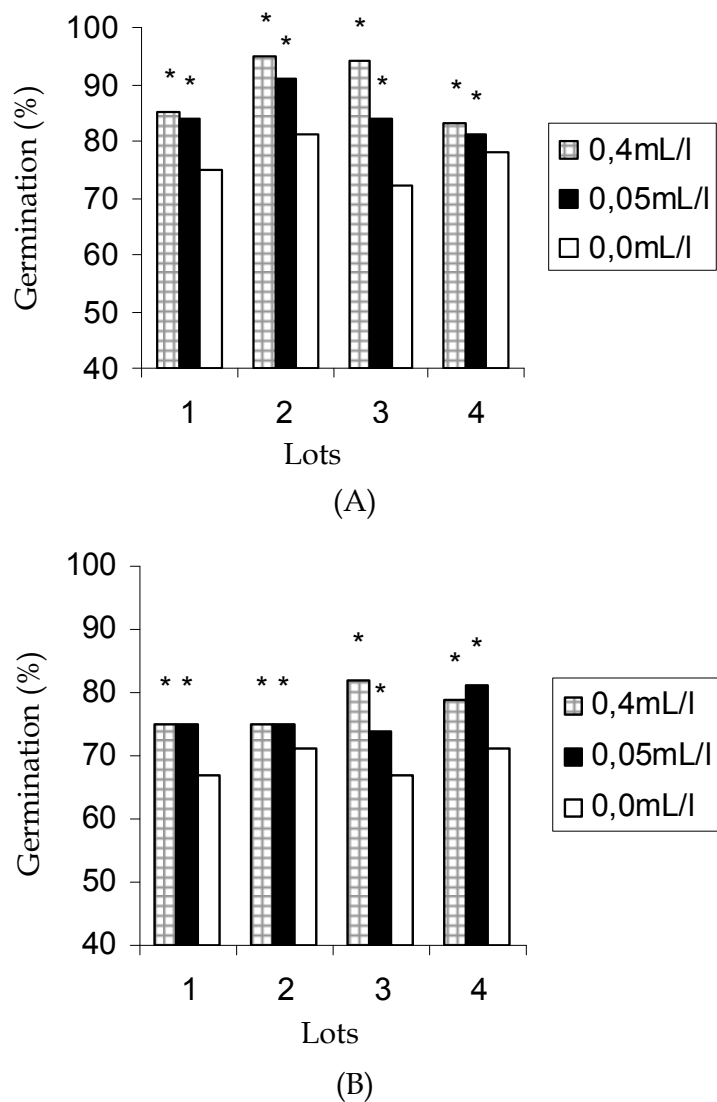 100
90
80
70
60
50
40
Germination (%)
* * * * * * * *
1 2 3 4
Lots
0,4mL/l
0,05mL/l
0,0mL/l
(A)
100
90
80
70
60
50
40
Germination (%)
* * * * * * * *
1 2 3 4
Lots
0,4mL/l
0,05mL/l
0,0mL/l
(B)